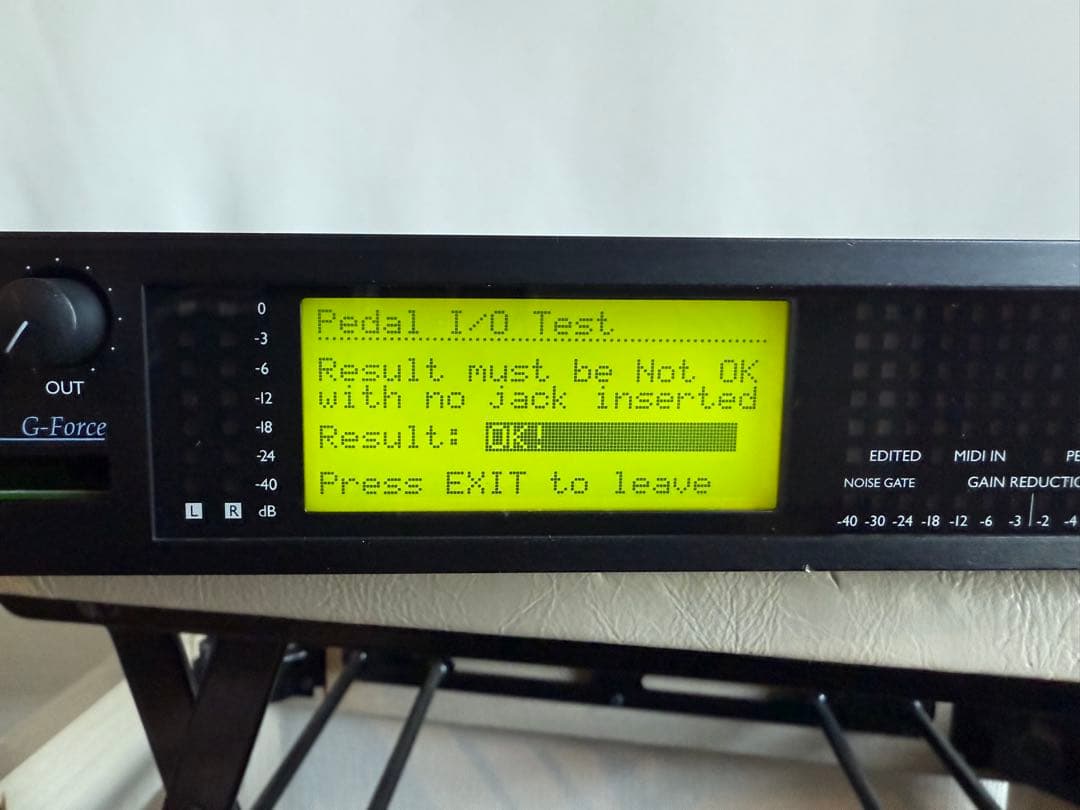 OUT
G-Force
0
-3
-6
-12
-18
-24
-40
L R dB
Pedal I/O Test
Result must be Not OK
with no jack inserted
Result: OK!
Press EXIT to leave
EDITED MIDI IN
NOISE GATE GAIN
-40 -30 -24 -18 -12 -6 -3 -2